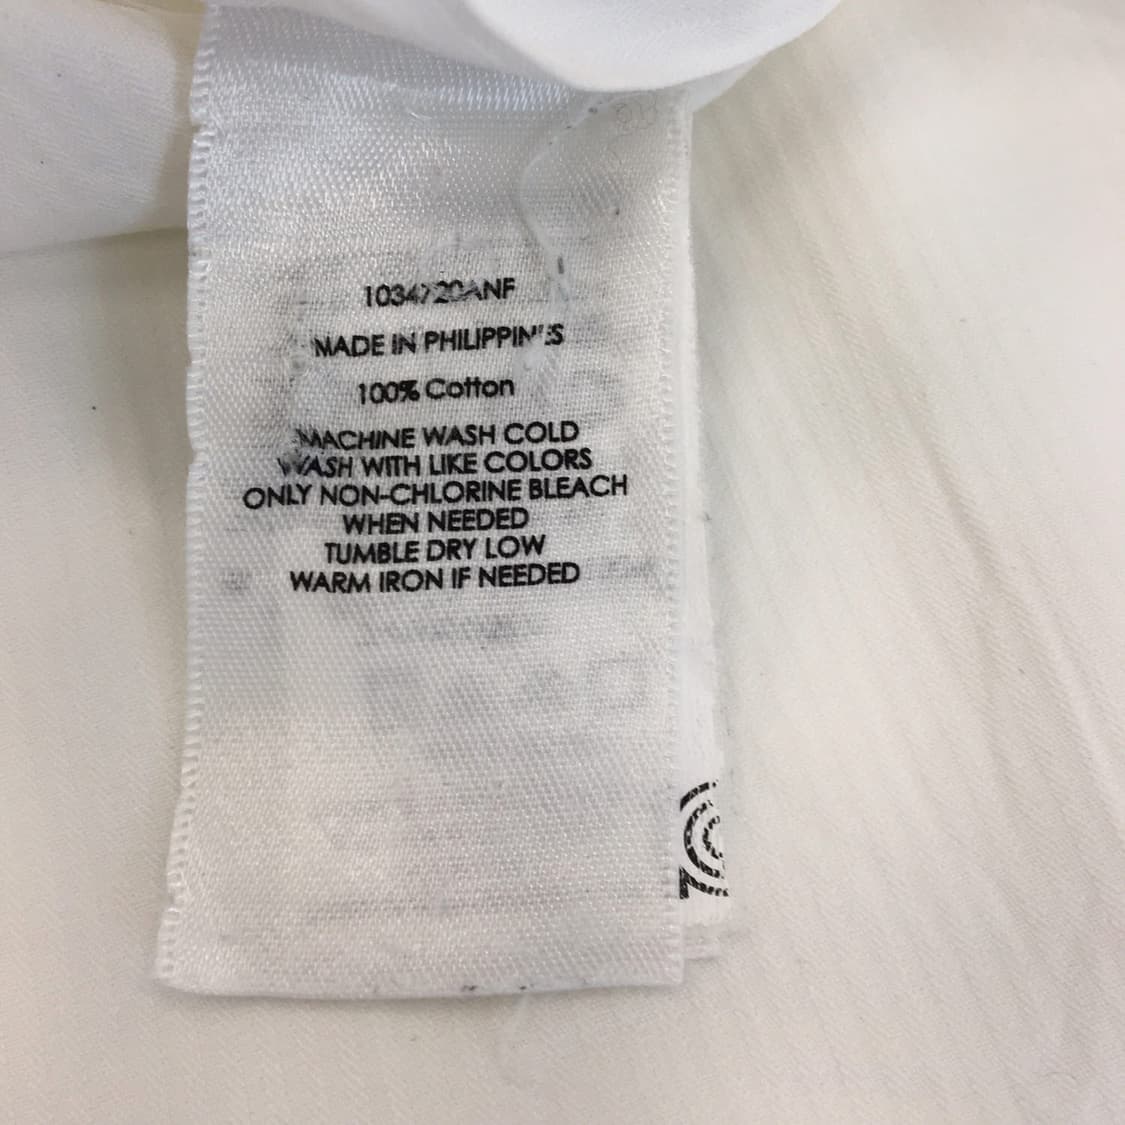 MADE IN PHILIPPINES
100% Cotton
MACHINE WASH COLD
WASH WITH LIKE COLORS
ONLY NON-CHLORINE BLEACH
WHEN NEEDED
TUMBLE DRY LOW
WARM IRON IF NEEDED